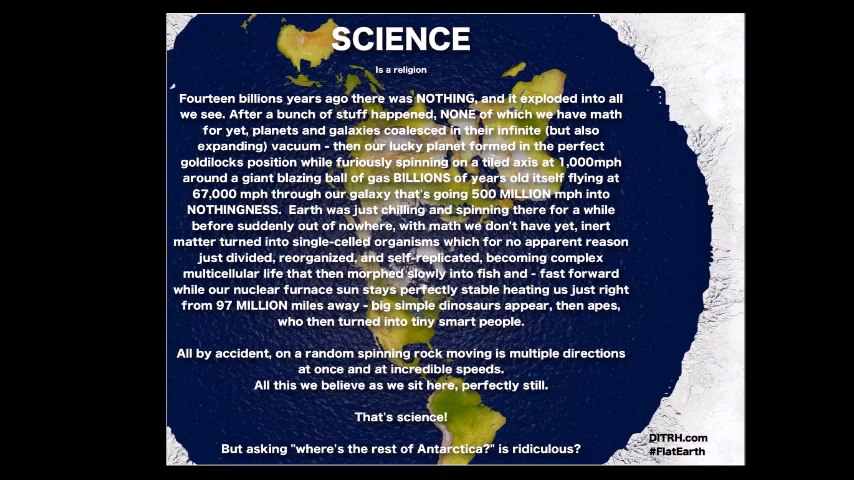 SCIENCE
Is a religion
Fourteen billions years ago there was NOTHING, and it exploded into all
we see. After a bunch of stuff happened, NONE of which we have math
for yet, planets and galaxies coalesced in their infinite (but also
expanding) vacuum - then our lucky planet formed in the perfect
goldilocks position while furiously spinning on a tiled axis at 1,000mph
around a giant blazing ball of gas BILLIONS of years old itself flying at
67,000 mph through our galaxy that's going 500 MILLION mph into
NOTHINGNESS. Earth was just chilling and spinning there for a while
before suddenly out of nowhere, with math we don't have yet, inert
matter turned into single-celled organisms which for no apparent reason
just divided, reorganized, and self-replicated, becoming complex
multicellular life that then morphed slowly into fish and - fast forward
while our nuclear furnace sun stays perfectly stable heating us just right
from 97 MILLION miles away - big simple dinosaurs appear, then apes,
who then turned into tiny smart people.
All by accident, on a random spinning rock moving is multiple directions
at once and at incredible speeds.
All this we believe as we sit here, perfectly still.
That's science!
But asking "where's the rest of Antarctica?" is ridiculous?
DITRH.com
#FlatEarth